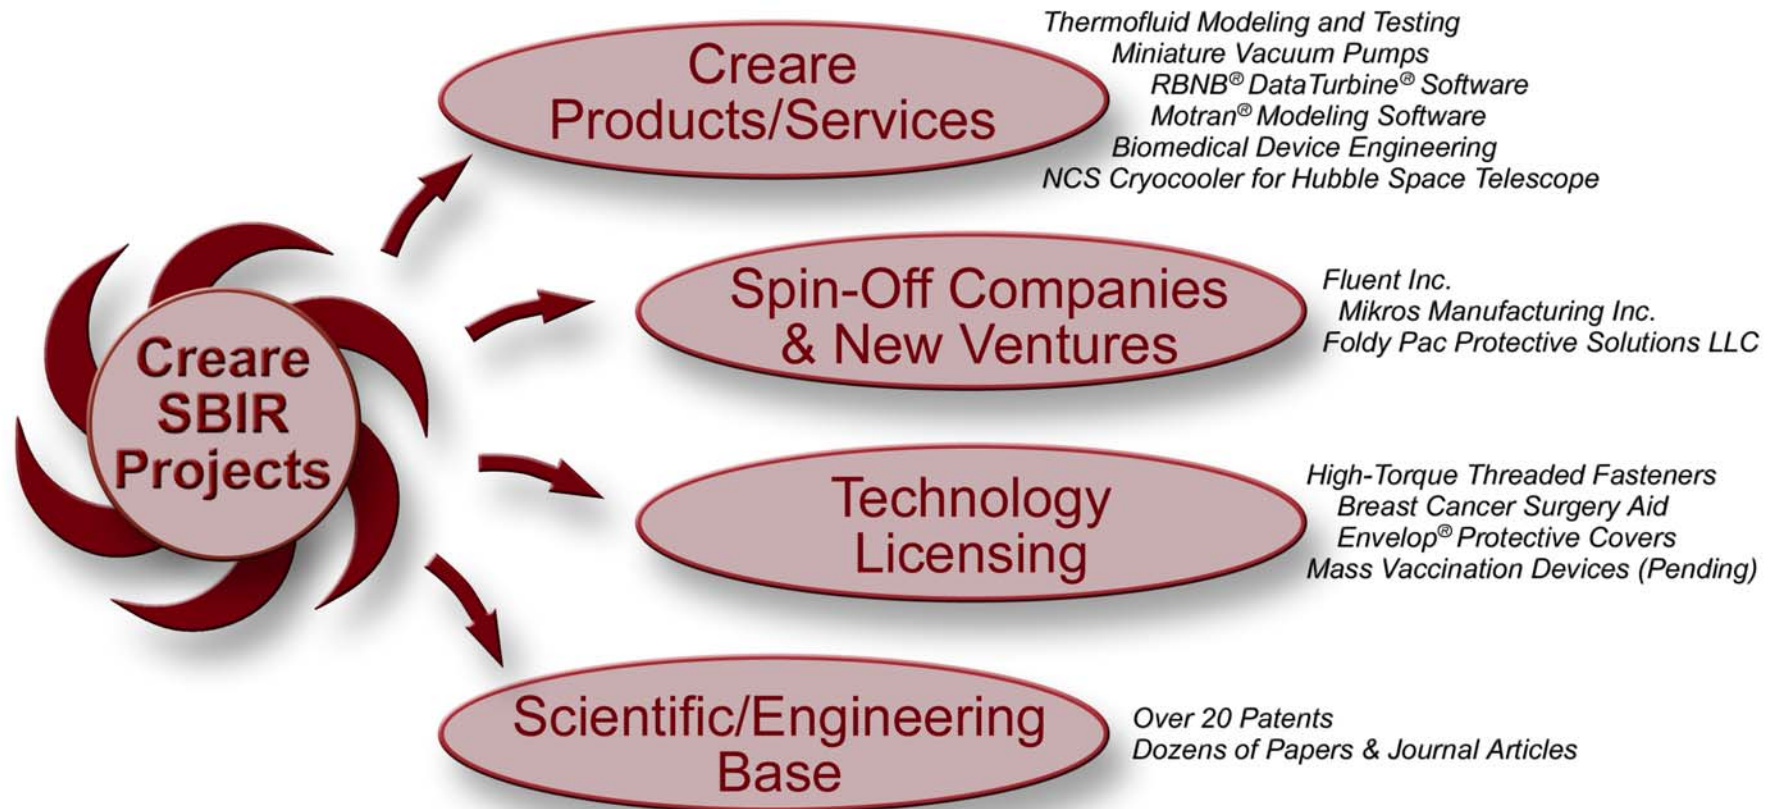 Creare
SBIR
Projects
Creare
Products/Services
Thermofluid Modeling and Testing
Miniature Vacuum Pumps
RBNB® DataTurbine® Software
Motran® Modeling Software
Biomedical Device Engineering
NCS Cryocooler for Hubble Space Telescope
Spin-Off Companies
& New Ventures
Fluent Inc.
Mikros Manufacturing Inc.
Foldy Pac Protective Solutions LLC
Technology
Licensing
High-Torque Threaded Fasteners
Breast Cancer Surgery Aid
Envelop® Protective Covers
Mass Vaccination Devices (Pending)
Scientific/Engineering
Base
Over 20 Patents
Dozens of Papers & Journal Articles